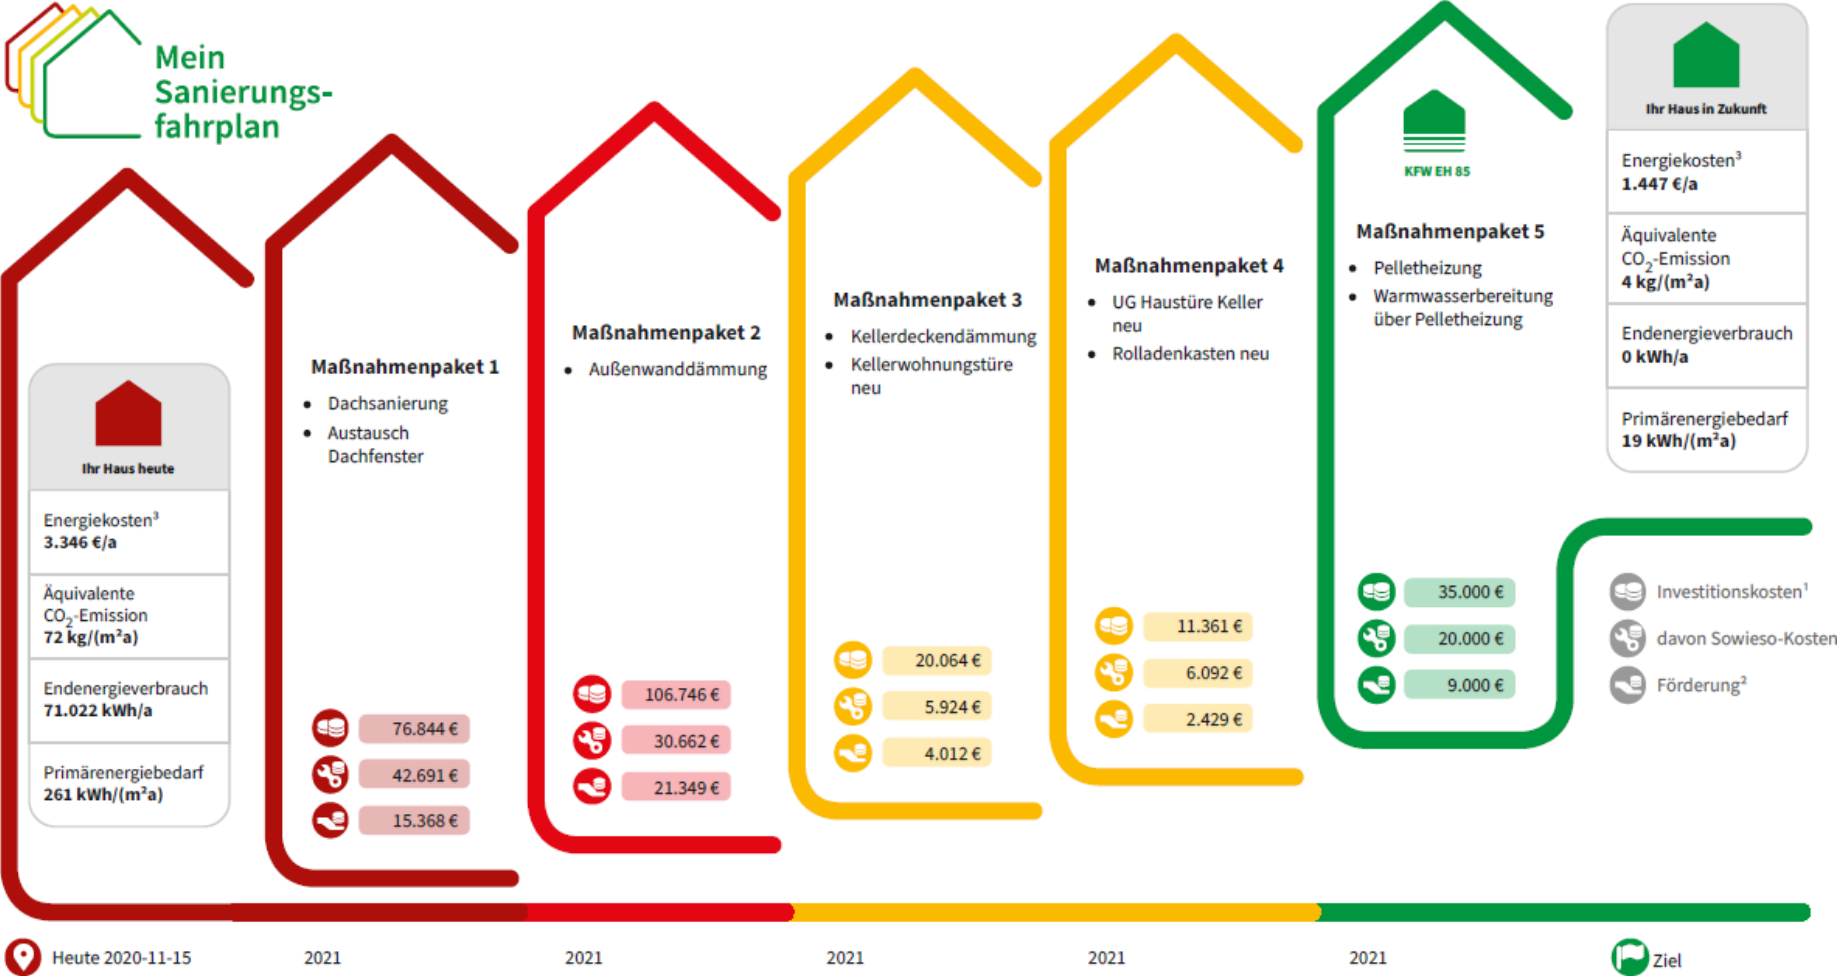 Mein
Sanierungs-
fahrplan
Ihr Haus heute
Energiekosten³
3.346 €/a
Äquivalente
CO₂-Emission
72 kg/(m²a)
Endenergieverbrauch
71.022 kWh/a
Primärenergiebedarf
261 kWh/(m²a)
Maßnahmenpaket 1
• Dachsanierung
• Austausch
Dachfenster
76.844 €
42.691 €
15.368 €
Maßnahmenpaket 2
• Außenwanddämmung
106.746 €
30.662 €
21.349 €
Maßnahmenpaket 3
• Kellerdeckendämmung
• Kellerwohnungstüre
neu
20.064 €
5.924 €
4.012 €
Maßnahmenpaket 4
• UG Haustüre Keller
neu
• Rolladenkasten neu
11.361 €
6.092 €
2.429 €
KFW EH 85
Maßnahmenpaket 5
• Pelletheizung
• Warmwasserbereitung
über Pelletheizung
35.000 €
20.000 €
9.000 €
Ihr Haus in Zukunft
Energiekosten³
1.447 €/a
Äquivalente
CO₂-Emission
4 kg/(m²a)
Endenergieverbrauch
0 kWh/a
Primärenergiebedarf
19 kWh/(m²a)
Investitionskosten¹
davon Sowieso-Kosten
Förderung²
Heute 2020-11-15
2021
2021
2021
2021
2021
Ziel